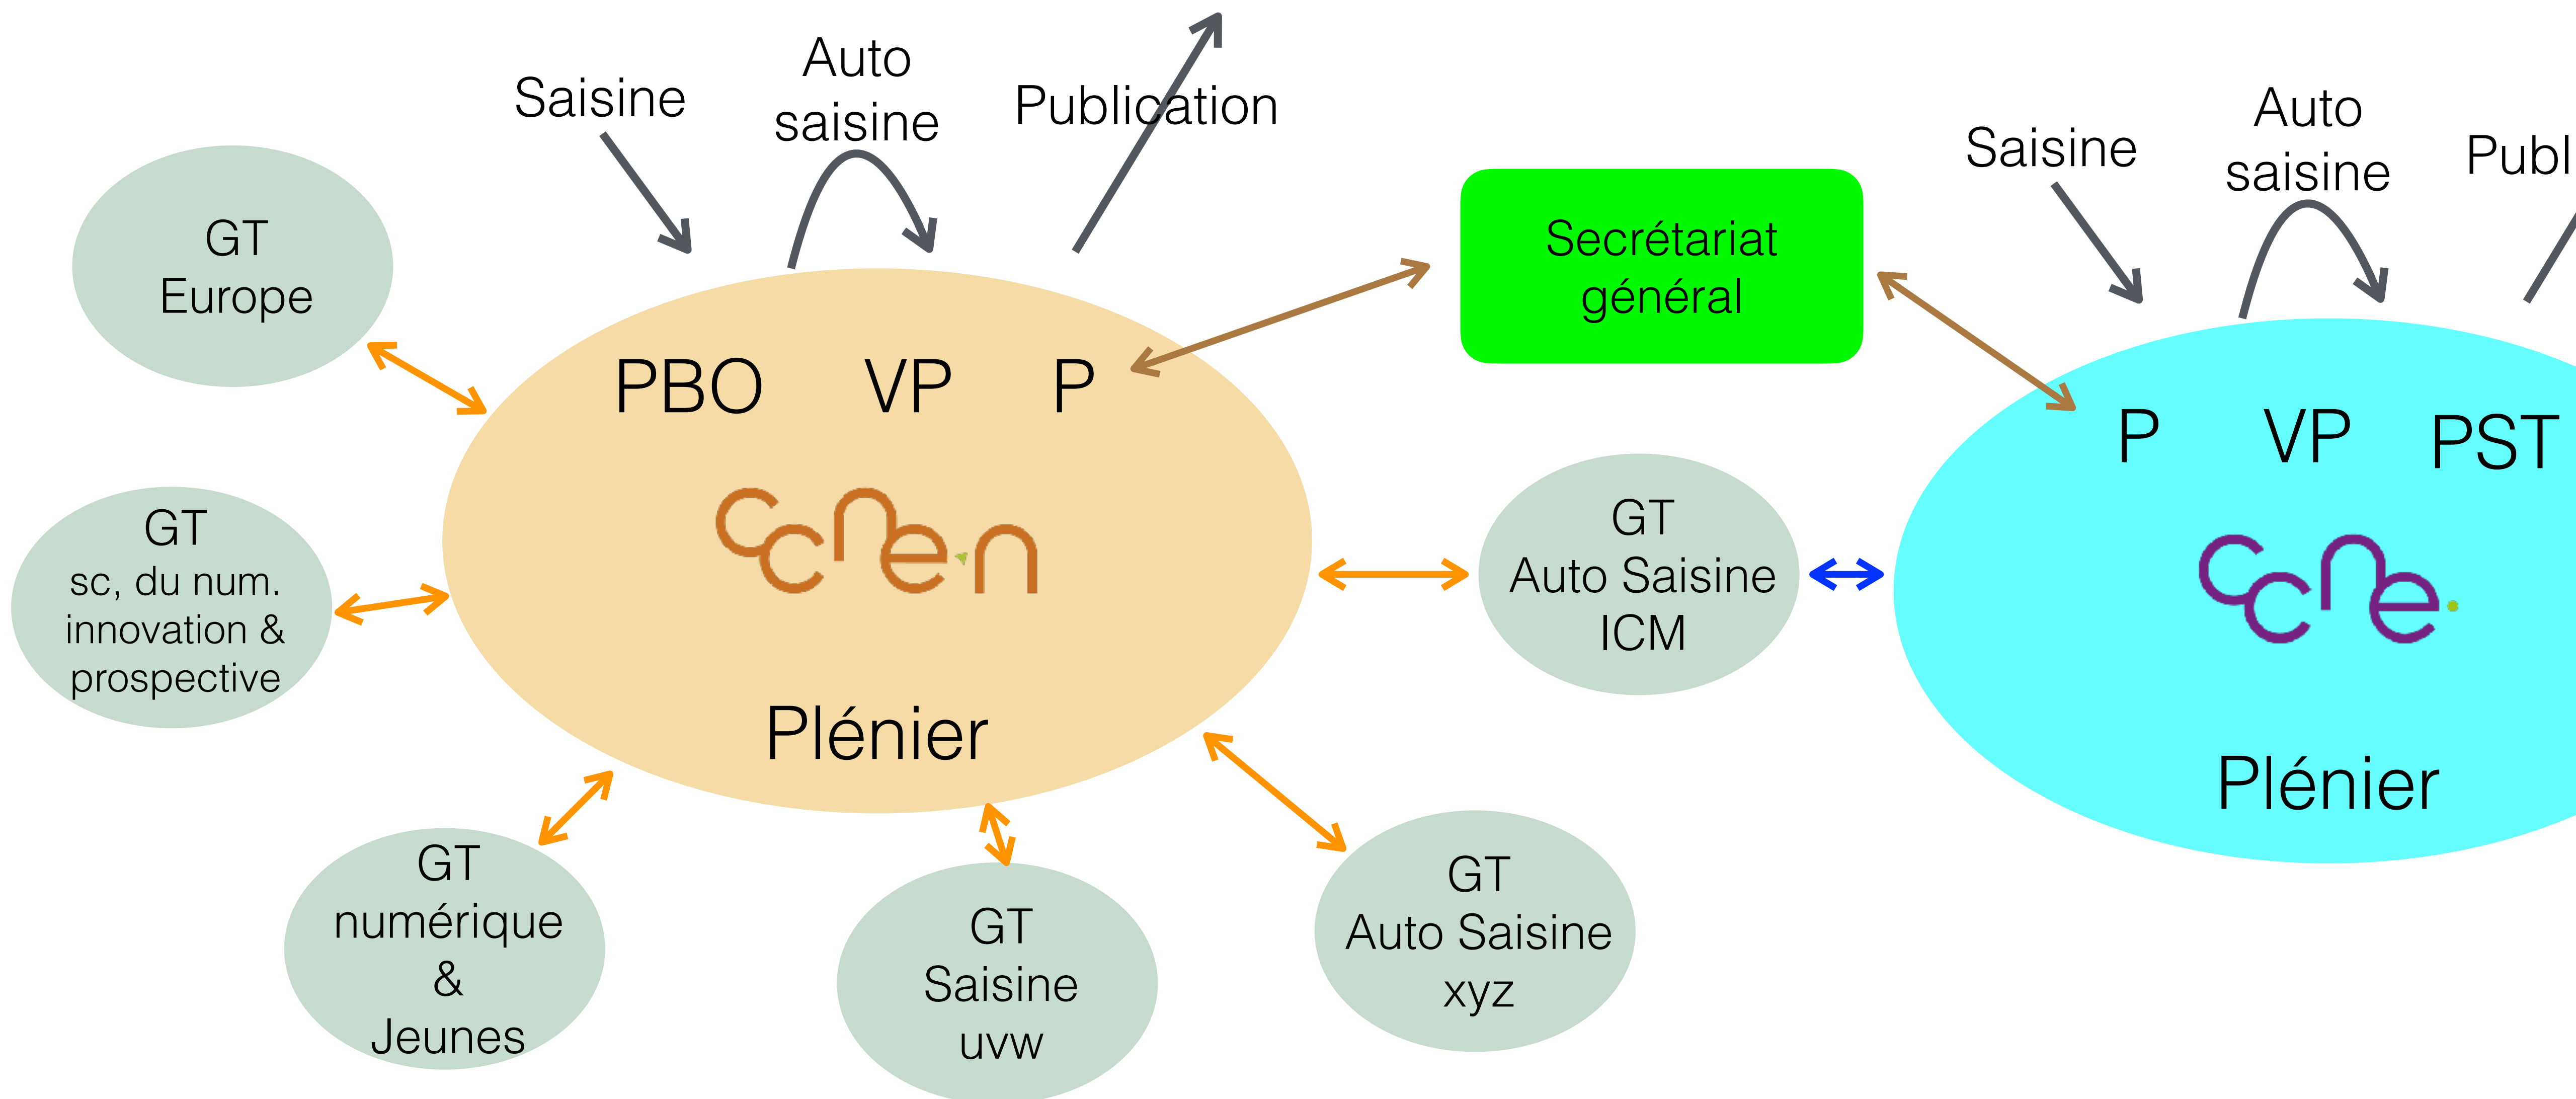 Saisine
Auto
saisine
Publication
Saisine
Auto
saisine
Publ
GT
Europe
Secrétariat
général
PBO VP P
P VP PST
GT
sc, du num.
innovation &
prospective
ccne.n
GT
Auto Saisine
ICM
ccne.
Plénier
Plénier
GT
numérique
&
Jeunes
GT
Saisine
uvw
GT
Auto Saisine
xyz